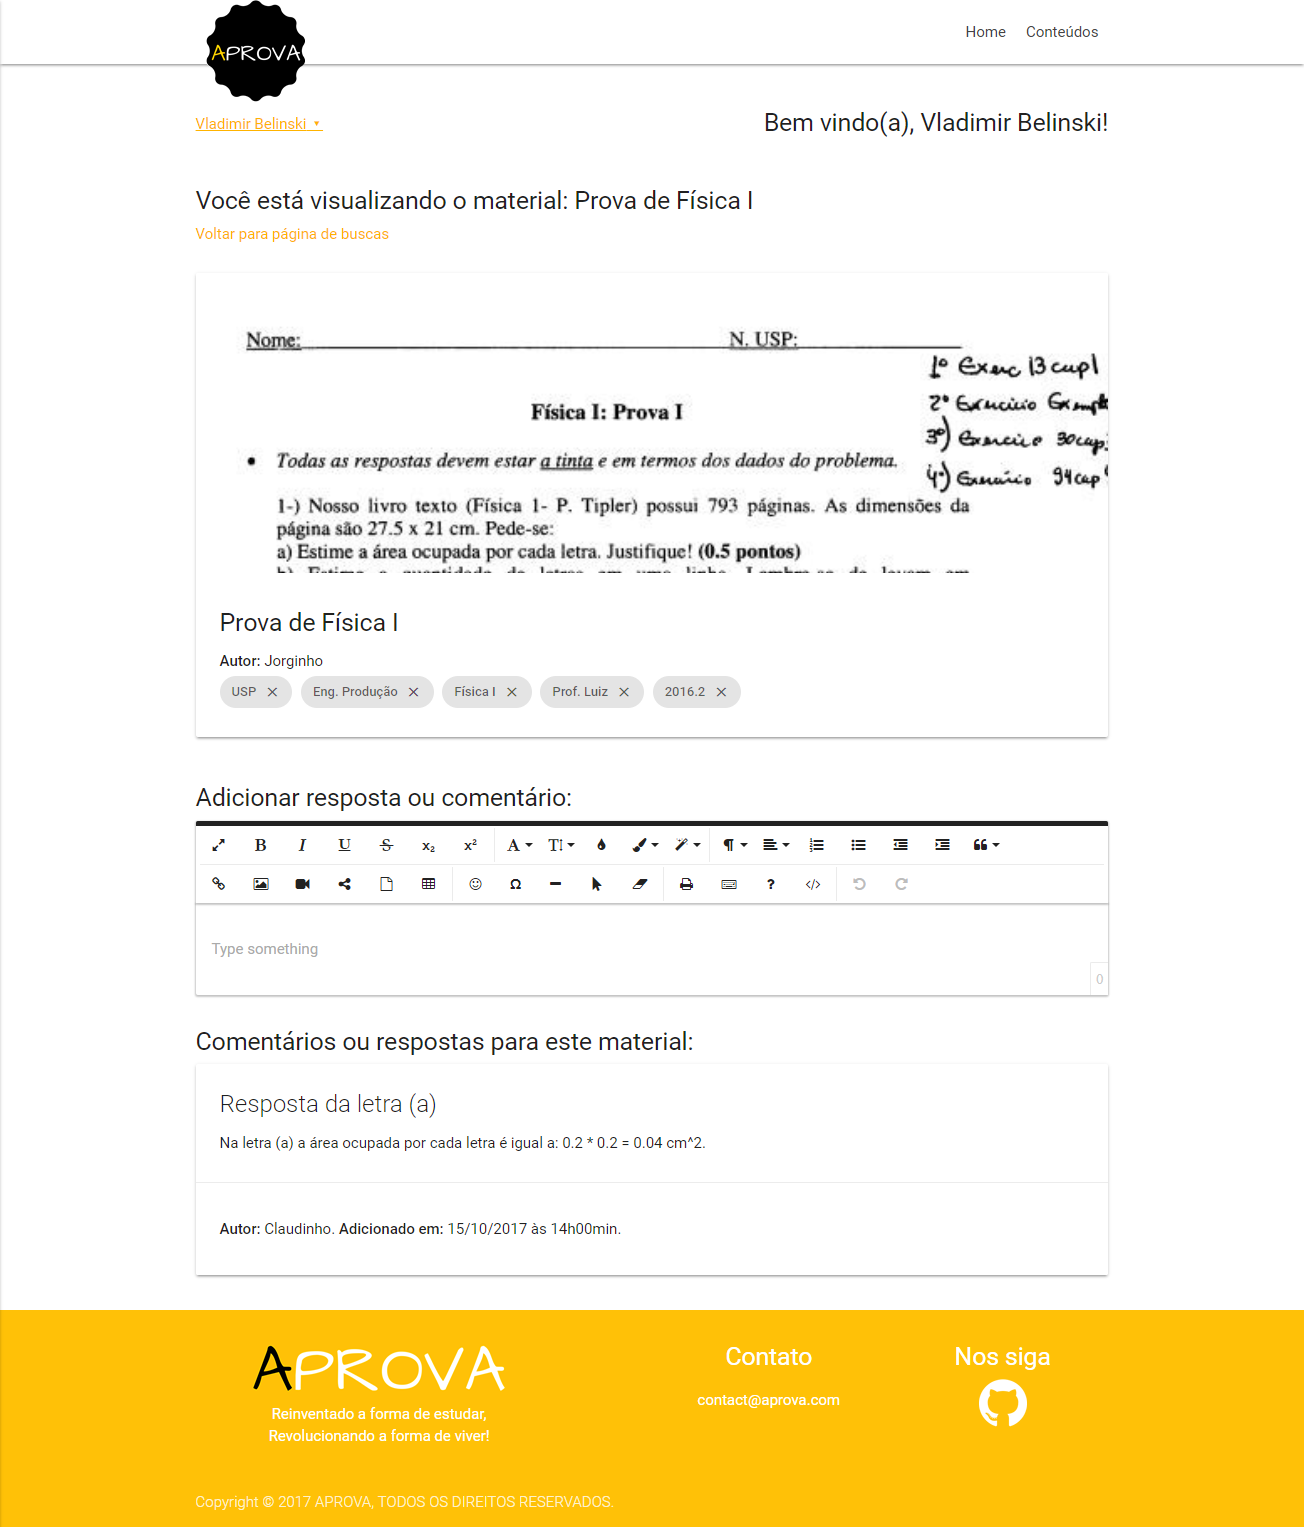 APROVA
Home Conteúdos
Vladimir Belinski ▼
Bem vindo(a), Vladimir Belinski!
Você está visualizando o material: Prova de Física I
Voltar para página de buscas
Nome: N. USP:
1º Exerc 13 cap1
2º Exercício Exemplo
Física I: Prova I
3º) Exercício 30 cap
• Todas as respostas devem estar a tinta e em termos dos dados do problema.
4º) Exercício 94 cap
1-) Nosso livro texto (Física 1- P. Tipler) possui 793 páginas. As dimensões da
página são 27.5 x 21 cm. Pede-se:
a) Estime a área ocupada por cada letra. Justifique! (0.5 pontos)
Prova de Física I
Autor: Jorginho
USP × Eng. Produção × Física I × Prof. Luiz × 2016.2 ×
Adicionar resposta ou comentário:
Type something
0
Comentários ou respostas para este material:
Resposta da letra (a)
Na letra (a) a área ocupada por cada letra é igual a: 0.2 * 0.2 = 0.04 cm^2.
Autor: Claudinho. Adicionado em: 15/10/2017 às 14h00min.
APROVA
Reinventado a forma de estudar,
Revolucionando a forma de viver!
Contato
contact@aprova.com
Nos siga
Copyright © 2017 APROVA, TODOS OS DIREITOS RESERVADOS.